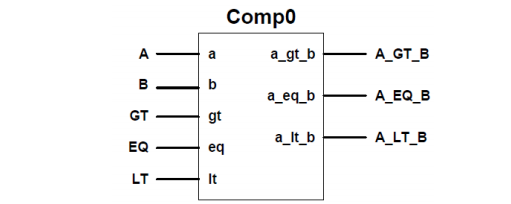 Comp0
A a a_gt_b A_GT_B
B b a_eq_b A_EQ_B
GT gt a_lt_b A_LT_B
EQ eq
LT lt